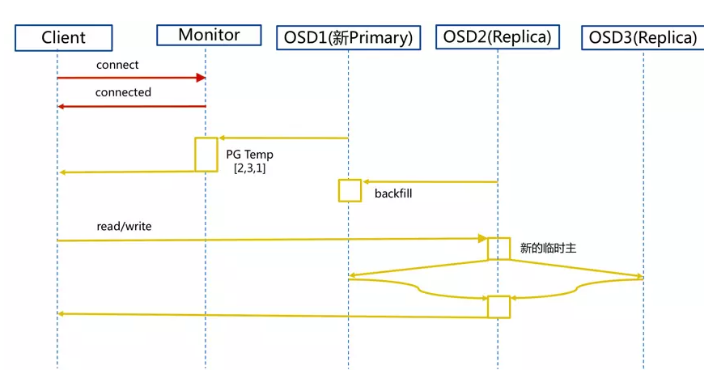 Client
Monitor
OSD1(新Primary)
OSD2(Replica)
OSD3(Replica)
connect
connected
PG Temp
[2,3,1]
backfill
read/write
新的临时主